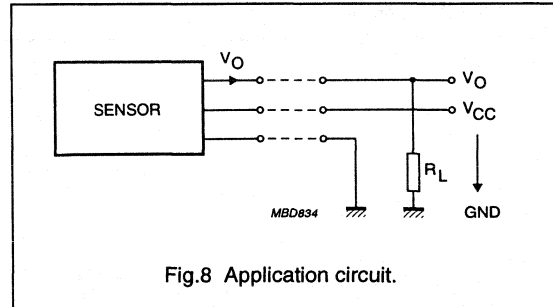 V_O
V_O
SENSOR
V_CC
R_L
MBD834
GND
Fig.8 Application circuit.